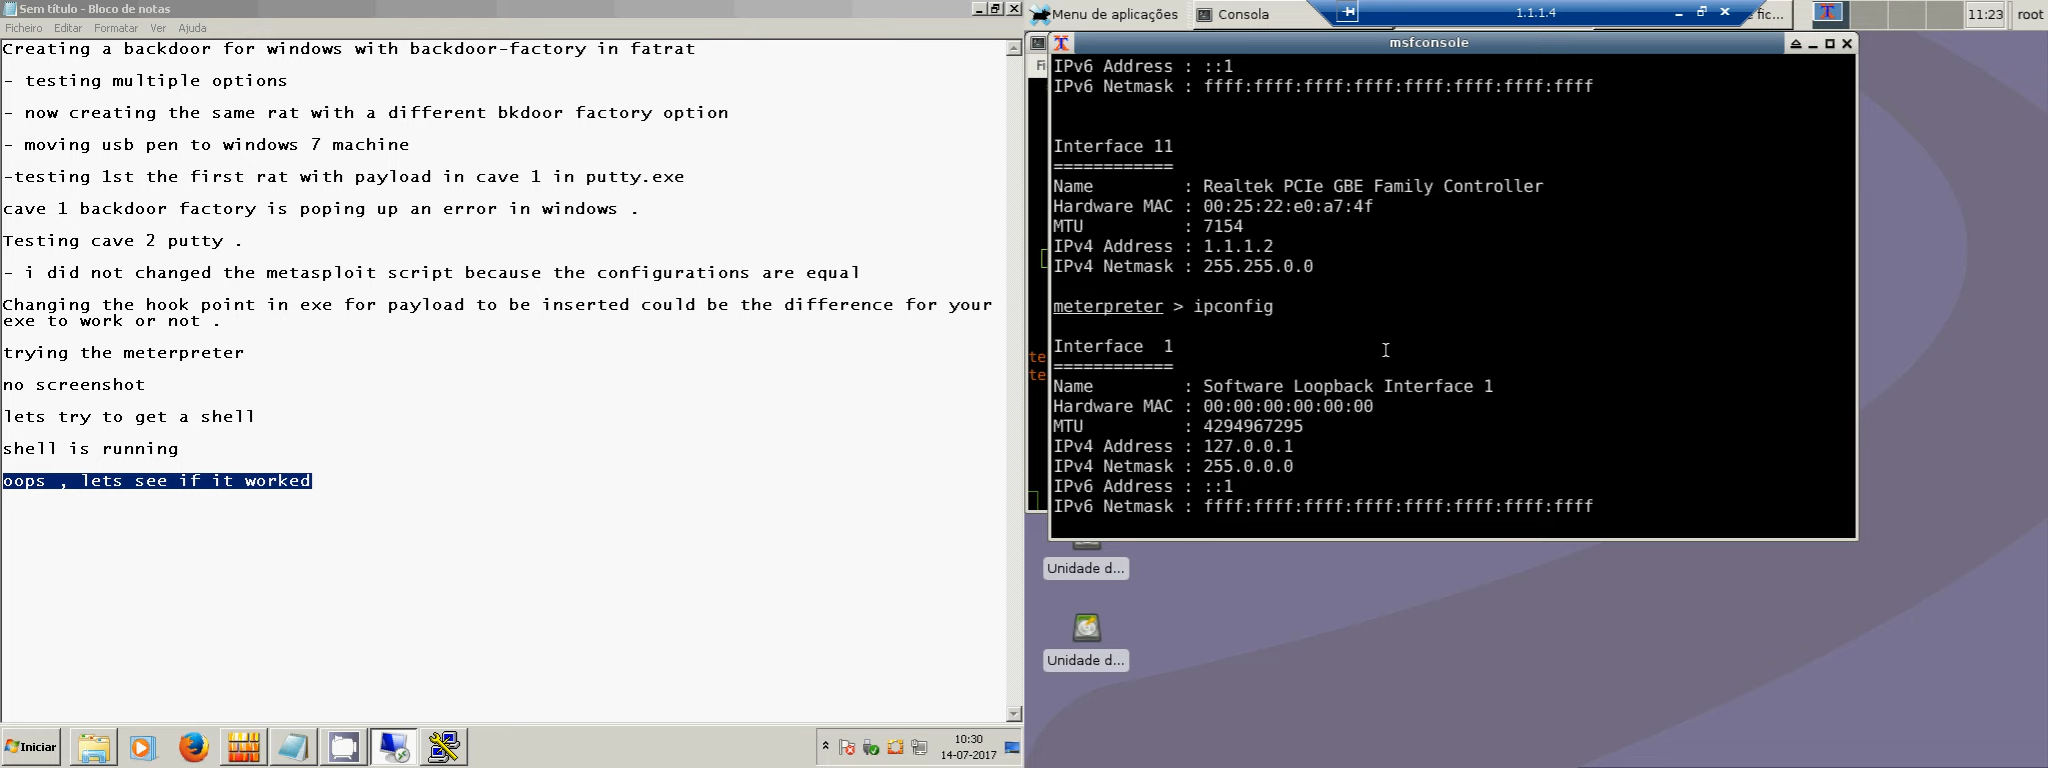 Sem título - Bloco de notas
Ficheiro Editar Formatar Ver Ajuda
Creating a backdoor for windows with backdoor-factory in fatrat
- testing multiple options
- now creating the same rat with a different bkdoor factory option
- moving usb pen to windows 7 machine
-testing 1st the first rat with payload in cave 1 in putty.exe
cave 1 backdoor factory is poping up an error in windows .
Testing cave 2 putty .
- i did not changed the metasploit script because the configurations are equal
Changing the hook point in exe for payload to be inserted could be the difference for your
exe to work or not .
trying the meterpreter
no screenshot
lets try to get a shell
shell is running
oops , lets see if it worked
Iniciar
10:30
14-07-2017
Menu de aplicações
Consola
1.1.1.4
e fic...
11:23
root
msfconsole
Fi
IPv6 Address : ::1
IPv6 Netmask : ffff:ffff:ffff:ffff:ffff:ffff:ffff:ffff
Interface 11
============
Name : Realtek PCIe GBE Family Controller
Hardware MAC : 00:25:22:e0:a7:4f
MTU : 7154
IPv4 Address : 1.1.1.2
IPv4 Netmask : 255.255.0.0
meterpreter > ipconfig
Interface 1
============
Name : Software Loopback Interface 1
Hardware MAC : 00:00:00:00:00:00
MTU : 4294967295
IPv4 Address : 127.0.0.1
IPv4 Netmask : 255.0.0.0
IPv6 Address : ::1
IPv6 Netmask : ffff:ffff:ffff:ffff:ffff:ffff:ffff:ffff
te
te
Unidade d...
Unidade d...